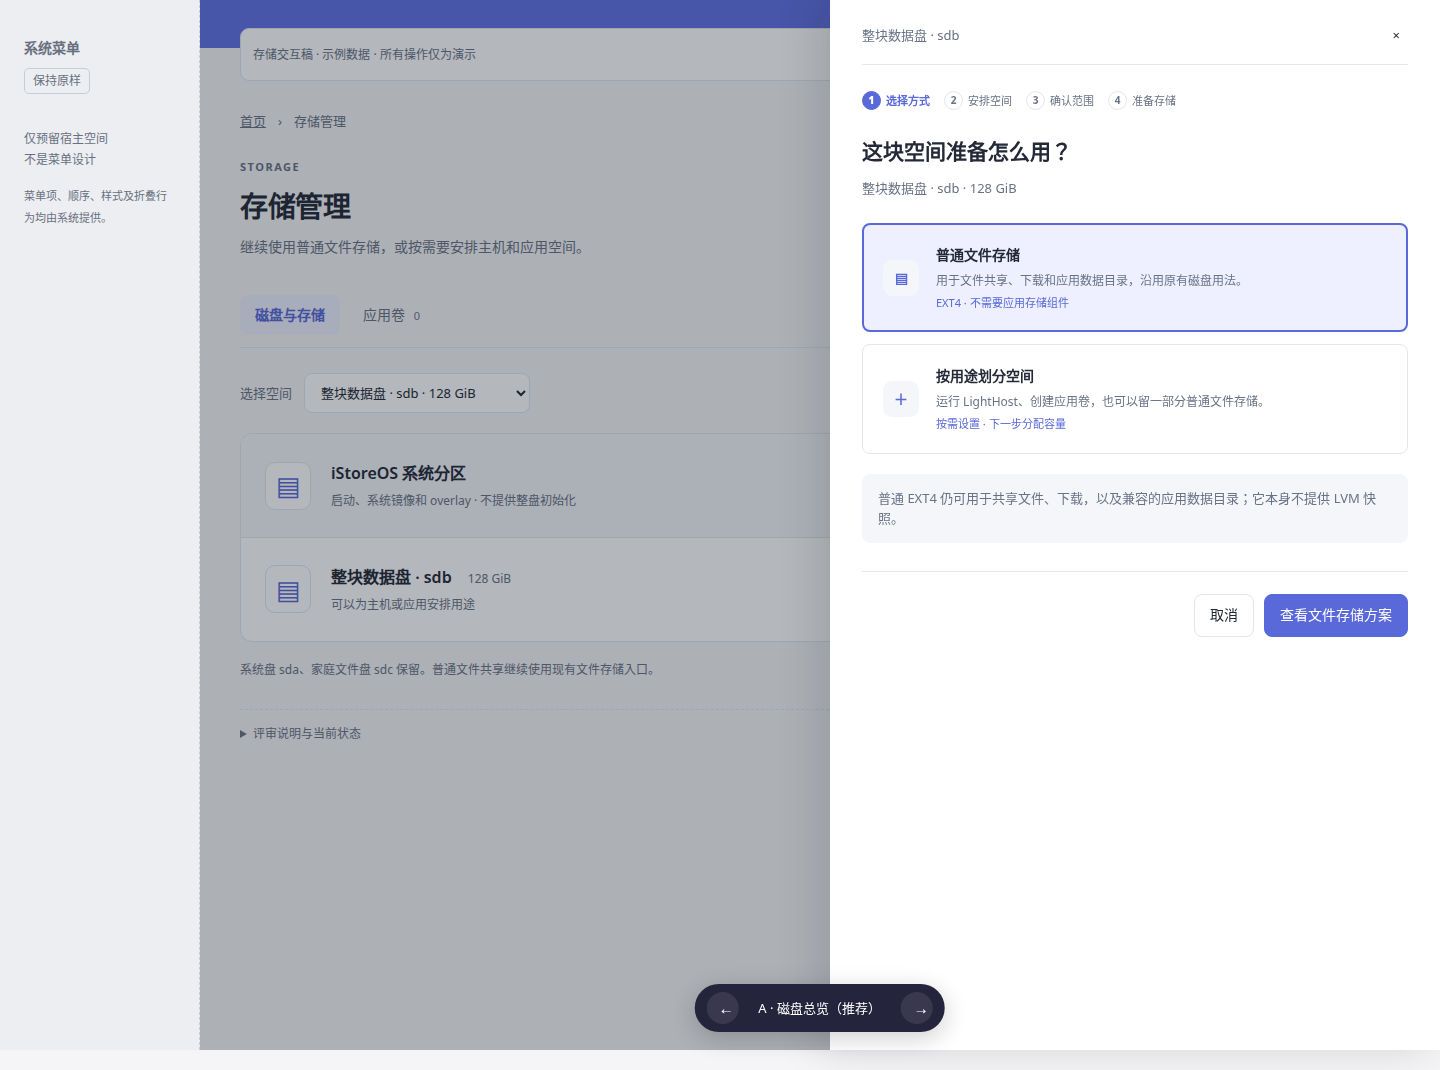 系统菜单
保持原样
仅预留宿主空间
不是菜单设计
菜单项、顺序、样式及折叠行
为均由系统提供。
存储交互稿 · 示例数据 · 所有操作仅为演示
首页 › 存储管理
STORAGE
存储管理
继续使用普通文件存储，或按需要安排主机和应用空间。
磁盘与存储
应用卷 0
选择空间
整块数据盘 · sdb · 128 GiB
iStoreOS 系统分区
启动、系统镜像和 overlay · 不提供整盘初始化
整块数据盘 · sdb 128 GiB
可以为主机或应用安排用途
系统盘 sda、家庭文件盘 sdc 保留。普通文件共享继续使用现有文件存储入口。
▶ 评审说明与当前状态
整块数据盘 · sdb
×
1 选择方式 2 安排空间 3 确认范围 4 准备存储
这块空间准备怎么用？
整块数据盘 · sdb · 128 GiB
普通文件存储
用于文件共享、下载和应用数据目录，沿用原有磁盘用法。
EXT4 · 不需要应用存储组件
＋
按用途划分空间
运行 LightHost、创建应用卷，也可以留一部分普通文件存储。
按需设置 · 下一步分配容量
普通 EXT4 仍可用于共享文件、下载，以及兼容的应用数据目录；它本身不提供 LVM 快
照。
取消
查看文件存储方案
← A · 磁盘总览（推荐） →